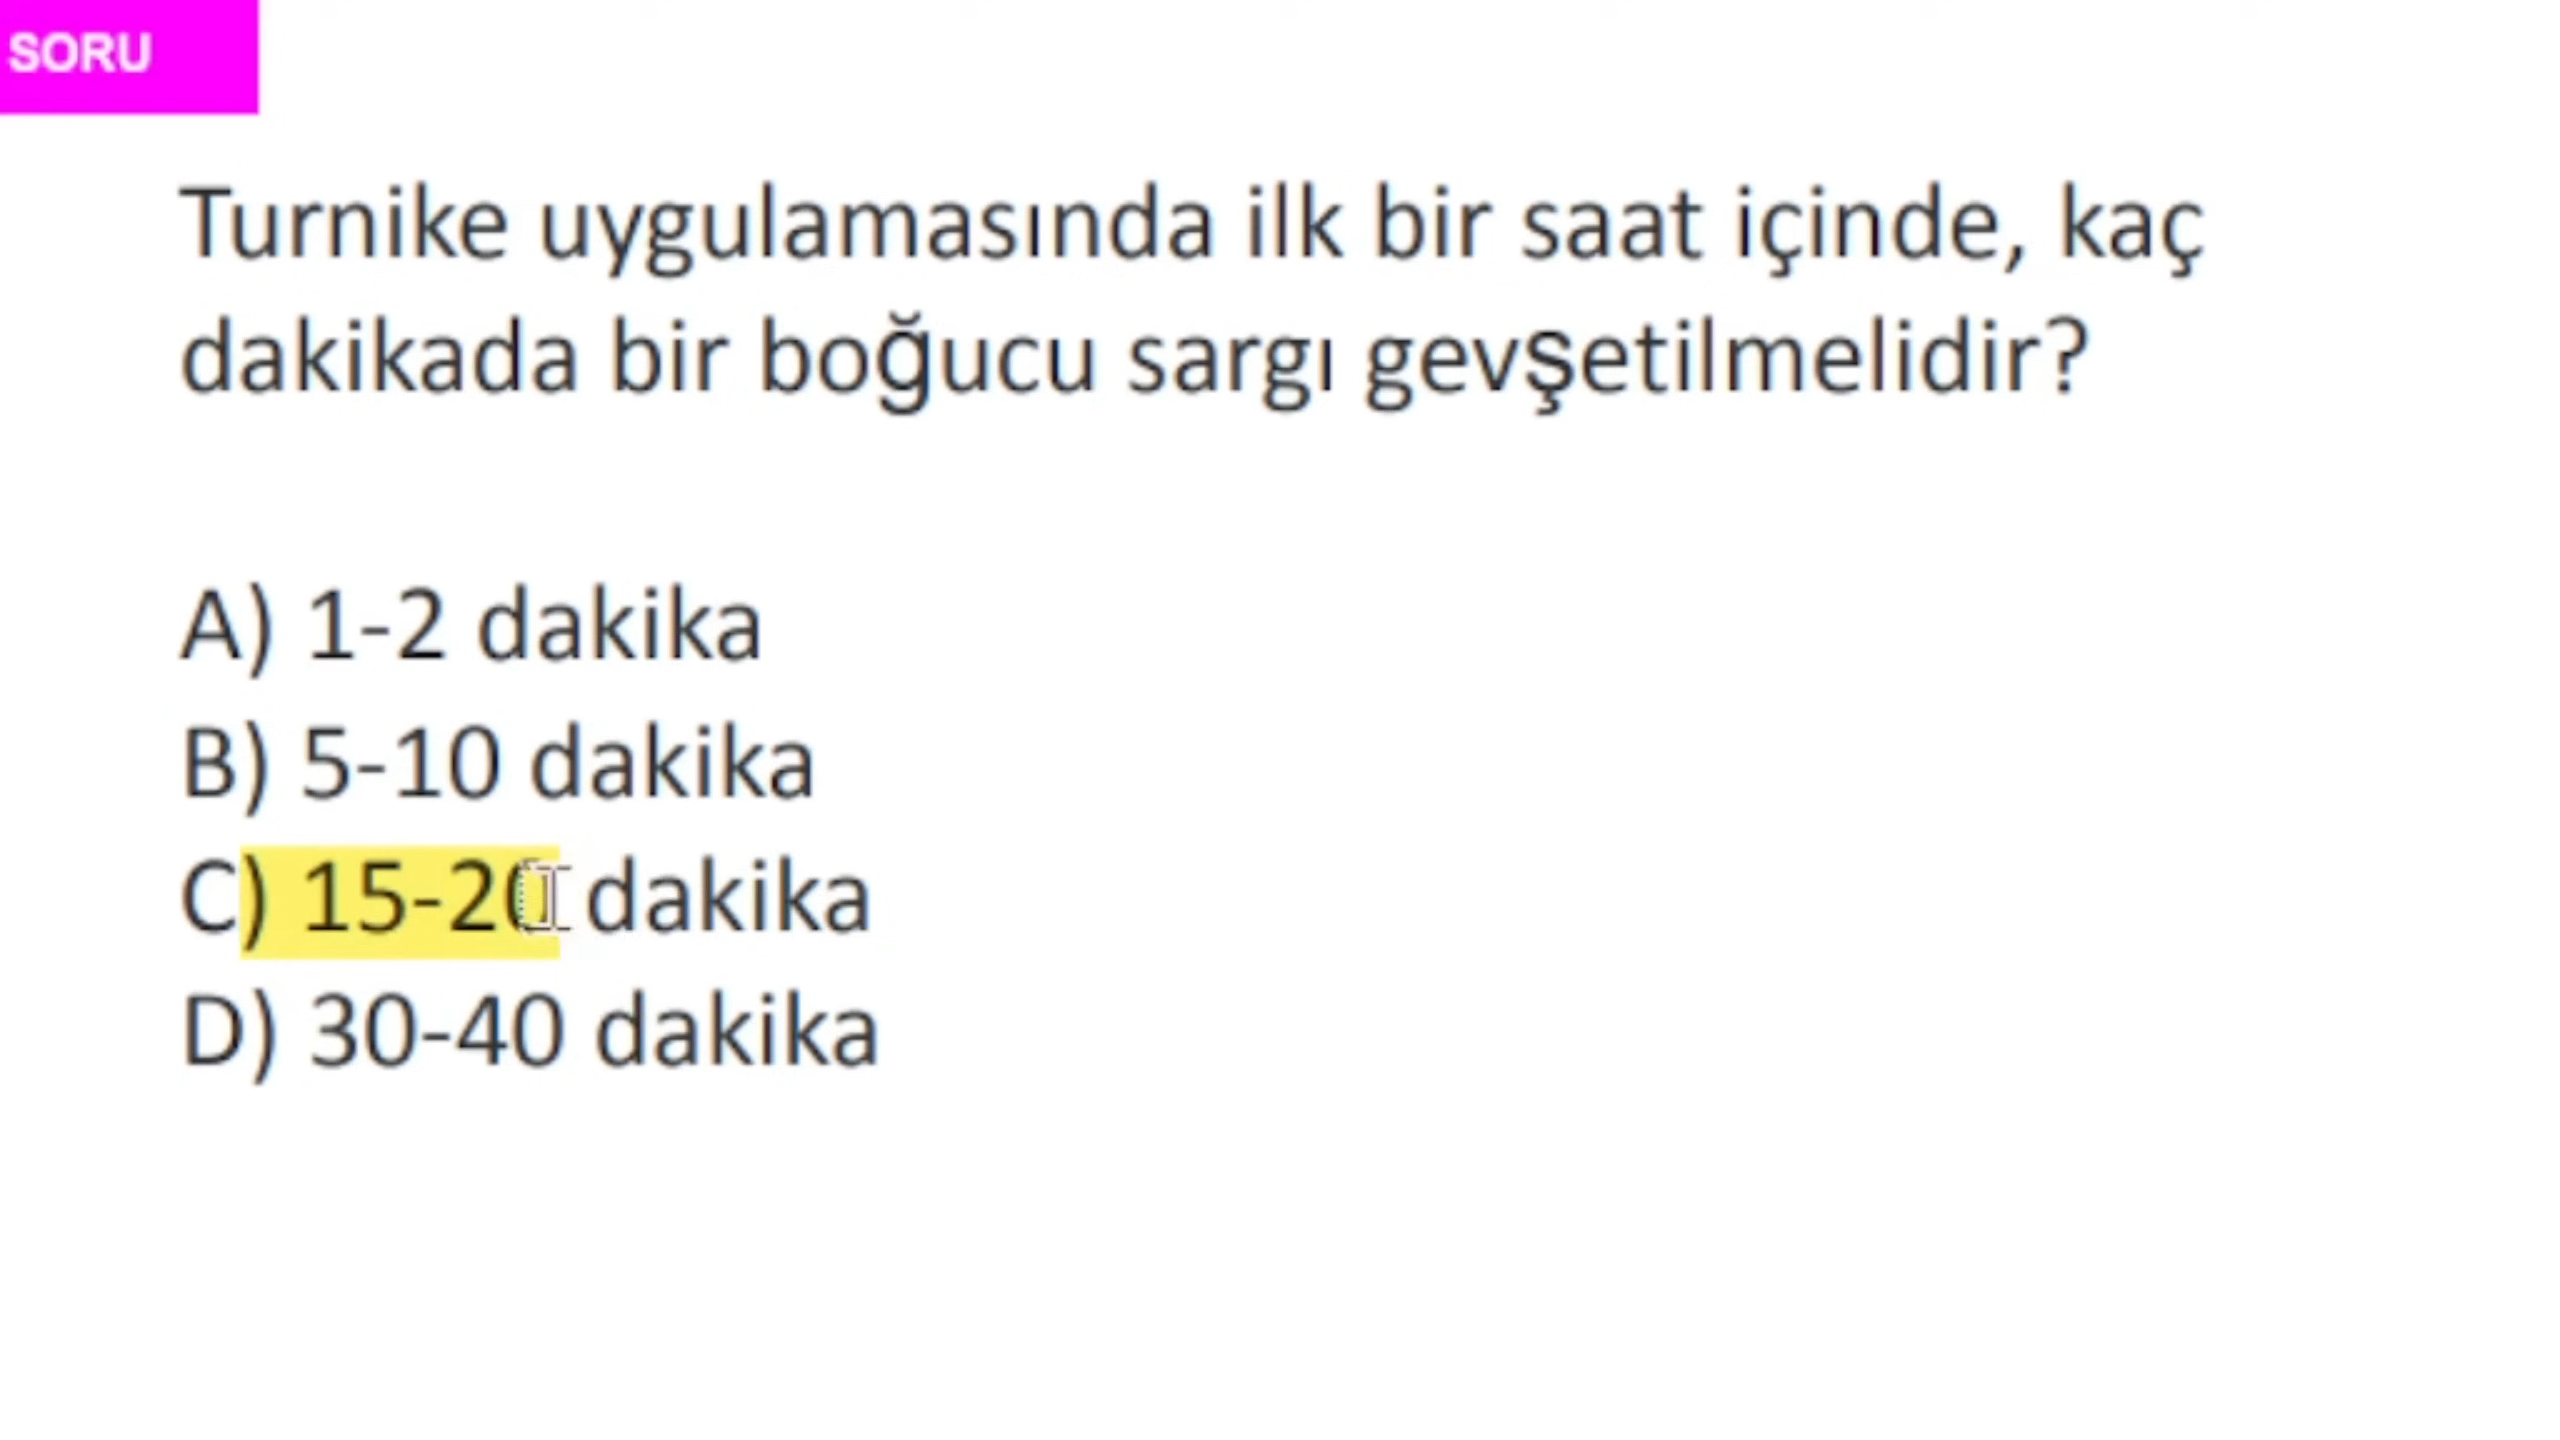 SORU
Turnike uygulamasında ilk bir saat içinde, kaç
dakikada bir boğucu sargı gevşetilmelidir?
A) 1-2 dakika
B) 5-10 dakika
C) 15-20 dakika
D) 30-40 dakika